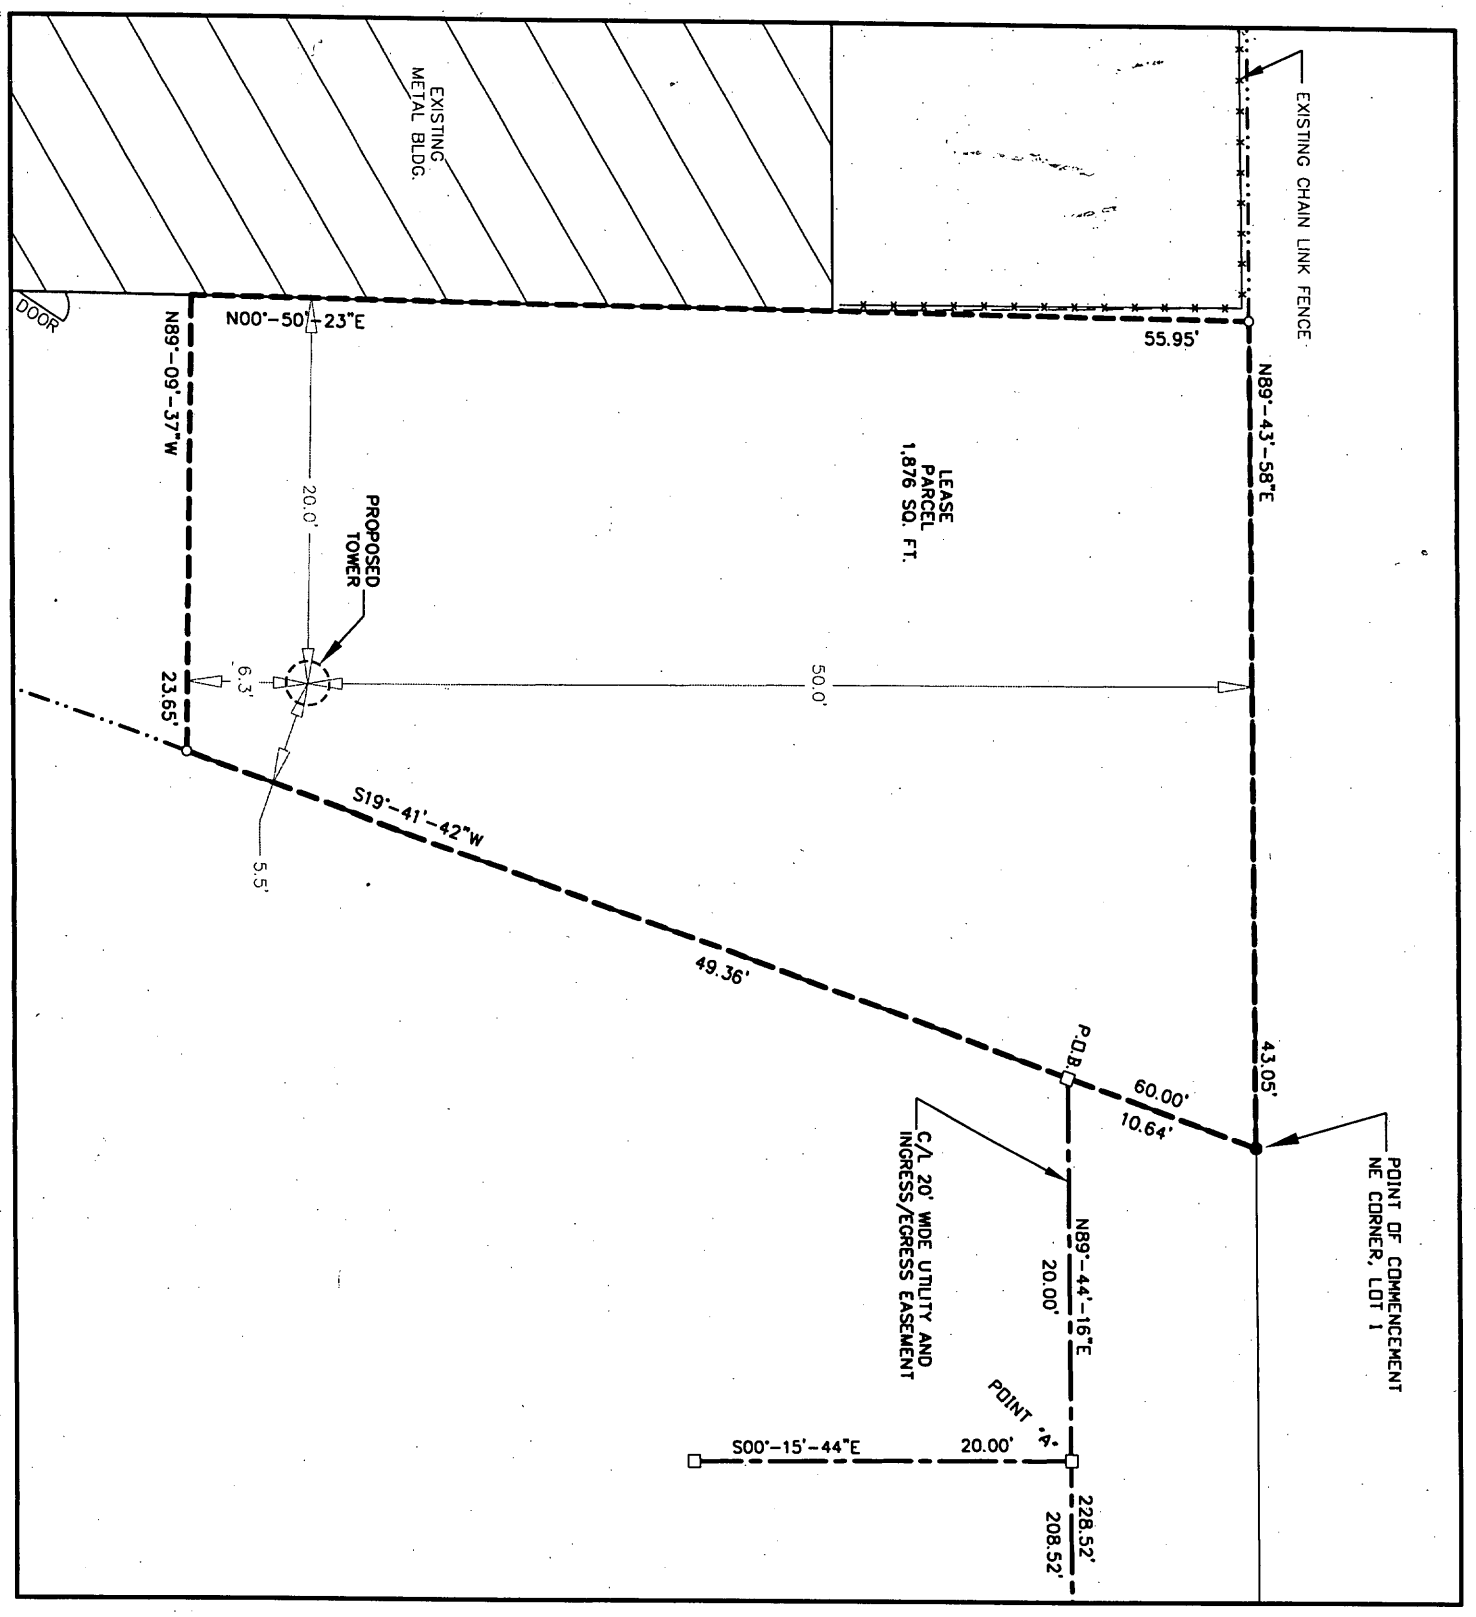 EXISTING CHAIN LINK FENCE
EXISTING
METAL BLDG.
DOOR
N00°-50'-23"E
55.95'
N89°-43'-58"E
43.05'
N89°-09'-37"W
23.65'
LEASE
PARCEL
1,876 SQ. FT.
PROPOSED
TOWER
20.0'
50.0'
6.3'
5.5'
S19°-41'-42"W
49.36'
P.O.B.
60.00'
10.64'
POINT OF COMMENCEMENT
NE CORNER, LOT 1
C/L 20' WIDE UTILITY AND
INGRESS/EGRESS EASEMENT
N89°-44'-16"E
20.00'
POINT "A"
S00°-15'-44"E
20.00'
228.52'
208.52'